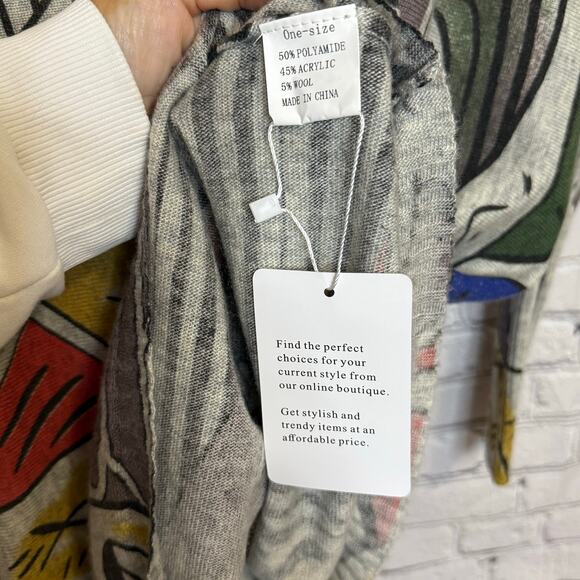 One-size
50% POLYAMIDE
45% ACRYLIC
5% WOOL
MADE IN CHINA
Find the perfect
choices for your
current style from
our online boutique.
Get stylish and
trendy items at an
affordable price.